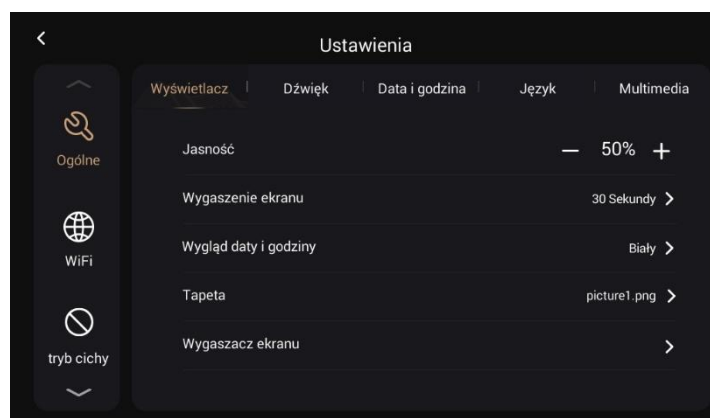 Ustawienia
Ogólne
WiFi
tryb cichy
Wyświetlacz Dźwięk Data i godzina Język Multimedia
Jasność 50%
Wygaszenie ekranu 30 Sekundy
Wygląd daty i godziny Biały
Tapeta picture1.png
Wygaszacz ekranu